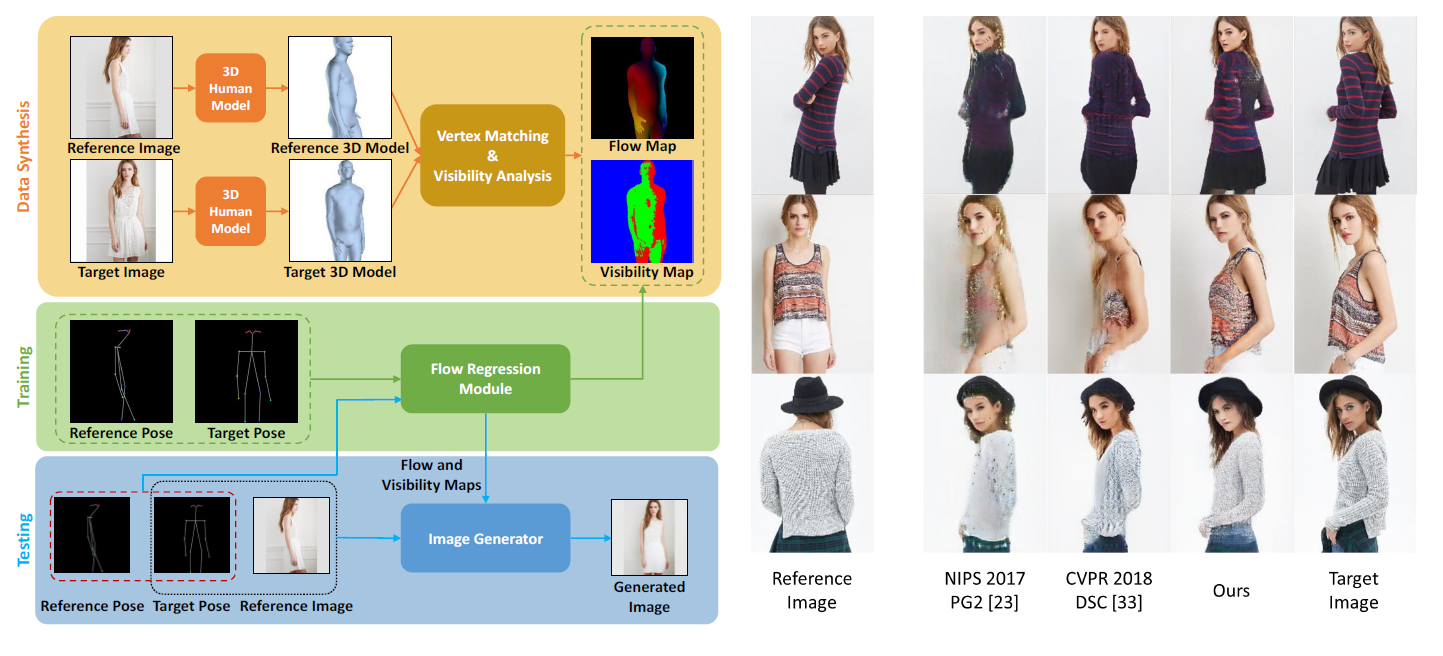 Data Synthesis
3D
Human
Model
Reference Image
Reference 3D Model
3D
Human
Model
Target Image
Target 3D Model
Vertex Matching
&
Visibility Analysis
Flow Map
Visibility Map
Training
Reference Pose
Target Pose
Flow Regression
Module
Testing
Flow and
Visibility Maps
Reference Pose
Target Pose
Reference Image
Image Generator
Generated
Image
Reference
Image
NIPS 2017
PG2 [23]
CVPR 2018
DSC [33]
Ours
Target
Image